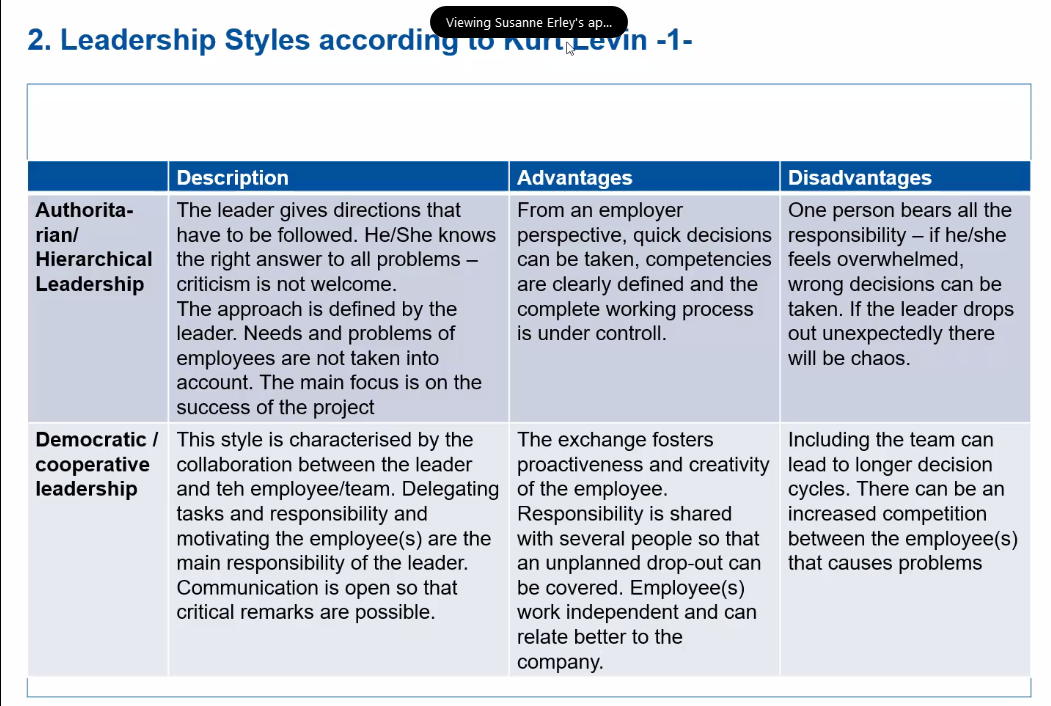 Viewing Susanne Erley's ap...
2. Leadership Styles according to Kurt Levin -1-
Description
Advantages
Disadvantages
Authorita-
rian/
Hierarchical
Leadership
The leader gives directions that
have to be followed. He/She knows
the right answer to all problems –
criticism is not welcome.
The approach is defined by the
leader. Needs and problems of
employees are not taken into
account. The main focus is on the
success of the project
From an employer
perspective, quick decisions
can be taken, competencies
are clearly defined and the
complete working process
is under controll.
One person bears all the
responsibility – if he/she
feels overwhelmed,
wrong decisions can be
taken. If the leader drops
out unexpectedly there
will be chaos.
Democratic /
cooperative
leadership
This style is characterised by the
collaboration between the leader
and teh employee/team. Delegating
tasks and responsibility and
motivating the employee(s) are the
main responsibility of the leader.
Communication is open so that
critical remarks are possible.
The exchange fosters
proactiveness and creativity
of the employee.
Responsibility is shared
with several people so that
an unplanned drop-out can
be covered. Employee(s)
work independent and can
relate better to the
company.
Including the team can
lead to longer decision
cycles. There can be an
increased competition
between the employee(s)
that causes problems